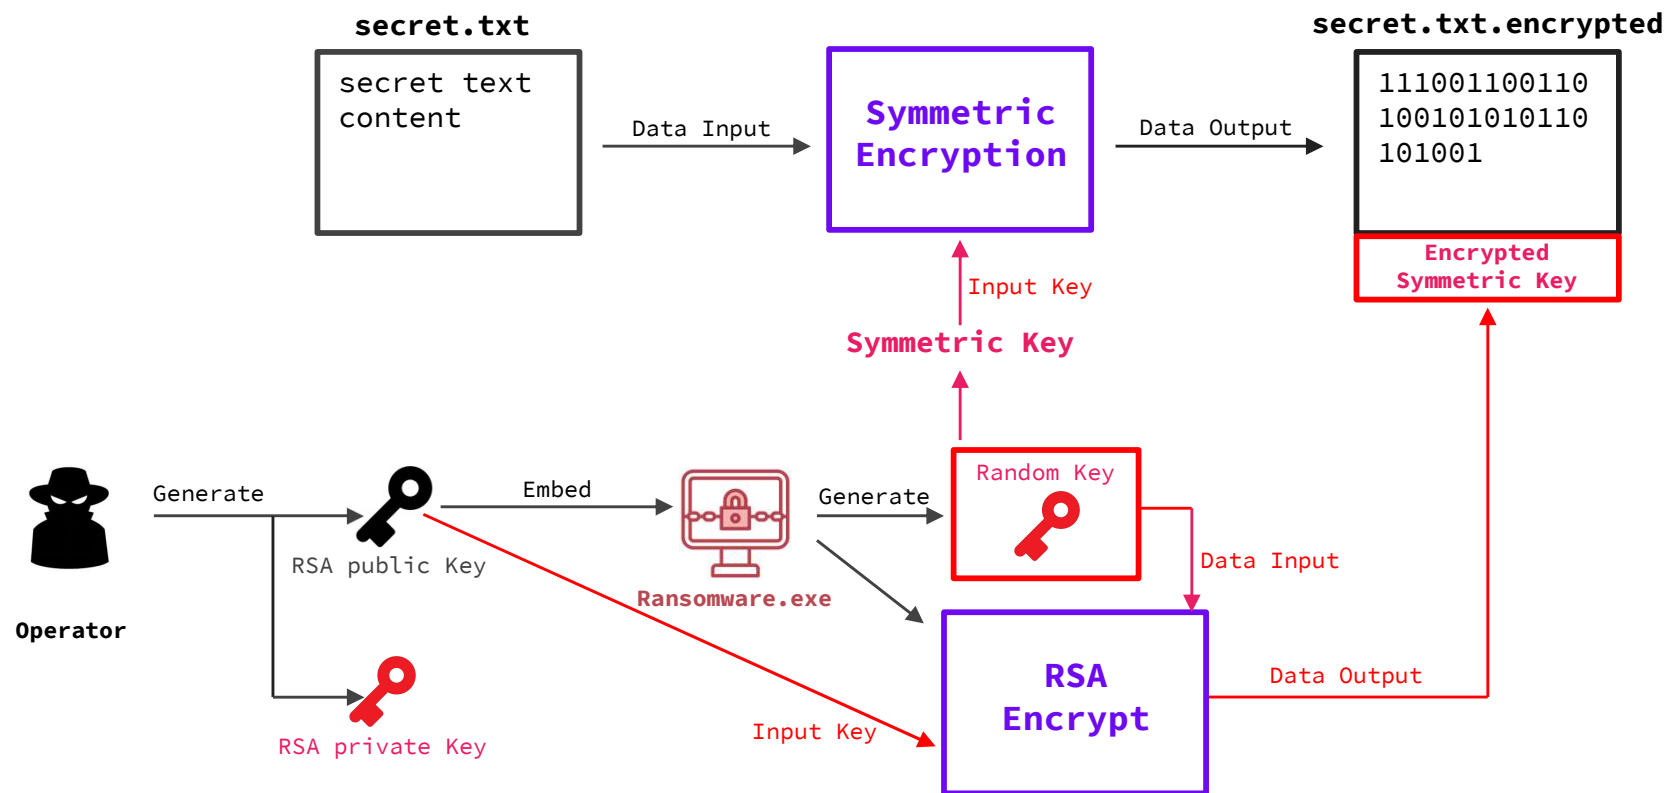 secret.txt
secret.txt.encrypted
secret text
content
Data Input
Symmetric
Encryption
Data Output
111001100110
100101010110
101001
Encrypted
Symmetric Key
Input Key
Symmetric Key
Generate
Embed
Generate
Random Key
RSA public Key
Data Input
Ransomware.exe
Operator
RSA
Encrypt
Data Output
Input Key
RSA private Key